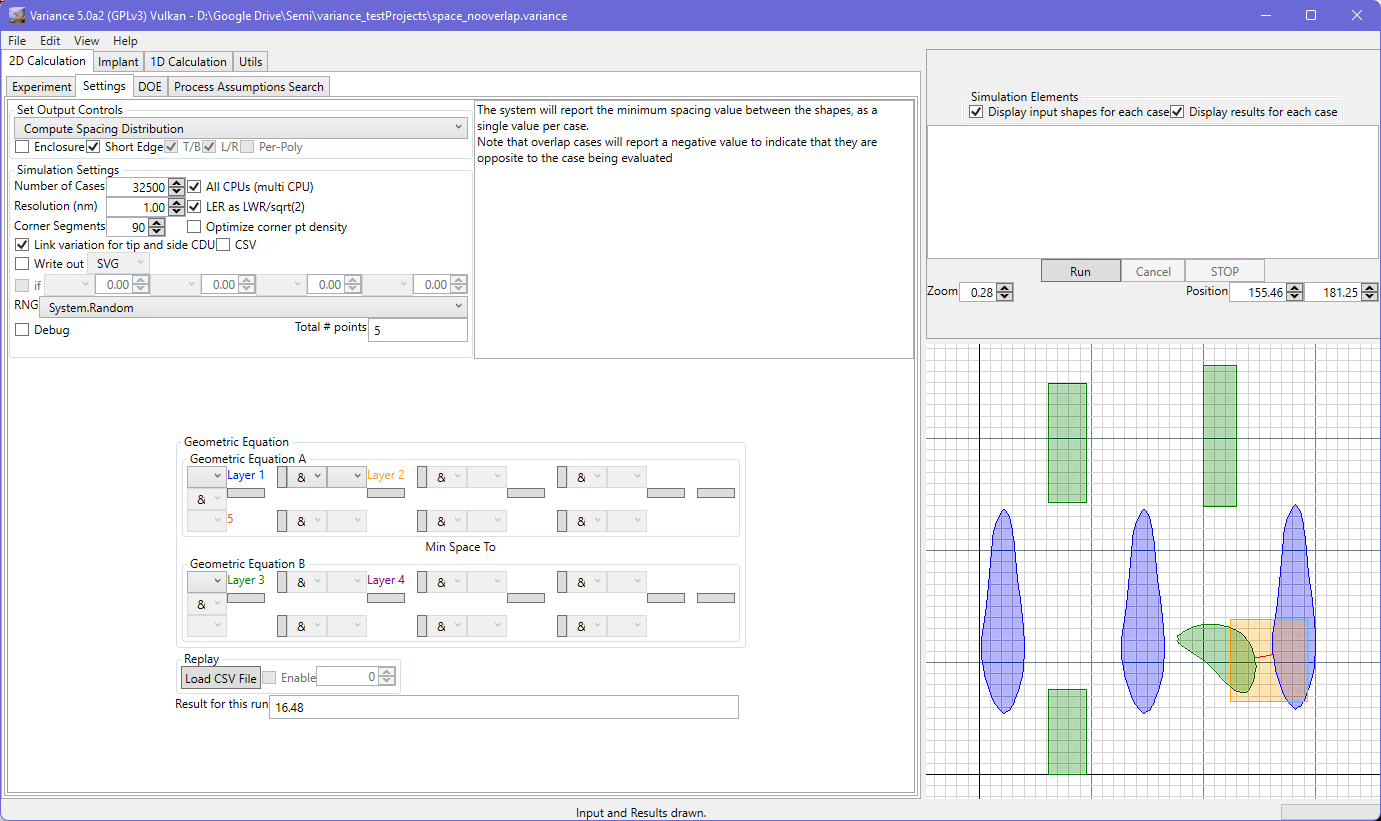 Variance 5.0a2 (GPLv3) Vulkan - D:\Google Drive\Semi\variance_testProjects\space_nooverlap.variance
File Edit View Help
2D Calculation Implant 1D Calculation Utils
Experiment Settings DOE Process Assumptions Search
Set Output Controls
Compute Spacing Distribution
Enclosure Short Edge T/B L/R Per-Poly
Simulation Settings
Number of Cases 32500 All CPUs (multi CPU)
Resolution (nm) 1.00 LER as LWR/sqrt(2)
Corner Segments 90 Optimize corner pt density
Link variation for tip and side CDU CSV
Write out SVG
if 0.00 0.00 0.00 0.00
RNG System.Random
Debug Total # points 5
The system will report the minimum spacing value between the shapes, as a
single value per case.
Note that overlap cases will report a negative value to indicate that they are
opposite to the case being evaluated
Geometric Equation
Geometric Equation A
Layer 1 & Layer 2 & &
&
5 & & &
Min Space To
Geometric Equation B
Layer 3 & Layer 4 & &
&
& & &
Replay
Load CSV File Enable 0
Result for this run 16.48
Simulation Elements
Display input shapes for each case Display results for each case
Run Cancel STOP
Zoom 0.28 Position 155.46 181.25
Input and Results drawn.